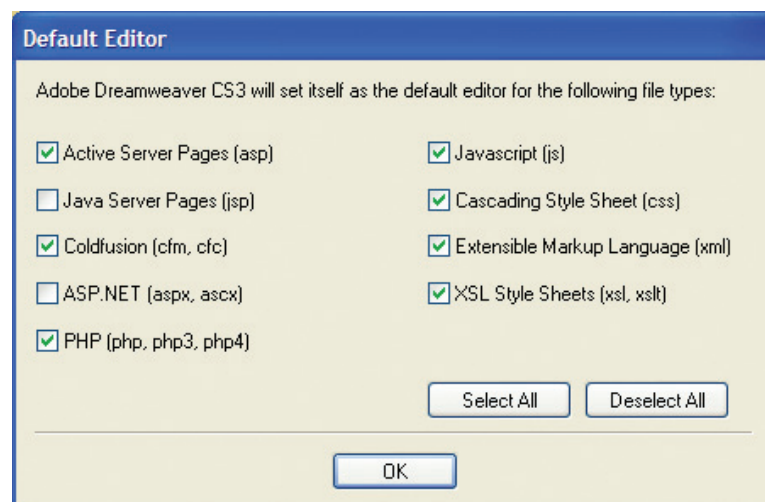 Default Editor
Adobe Dreamweaver CS3 will set itself as the default editor for the following file types:
Active Server Pages (asp)
Java Server Pages (jsp)
Coldfusion (cfm, cfc)
ASP.NET (aspx, ascx)
PHP (php, php3, php4)
Javascript (js)
Cascading Style Sheet (css)
Extensible Markup Language (xml)
XSL Style Sheets (xsl, xslt)
Select All
Deselect All
OK